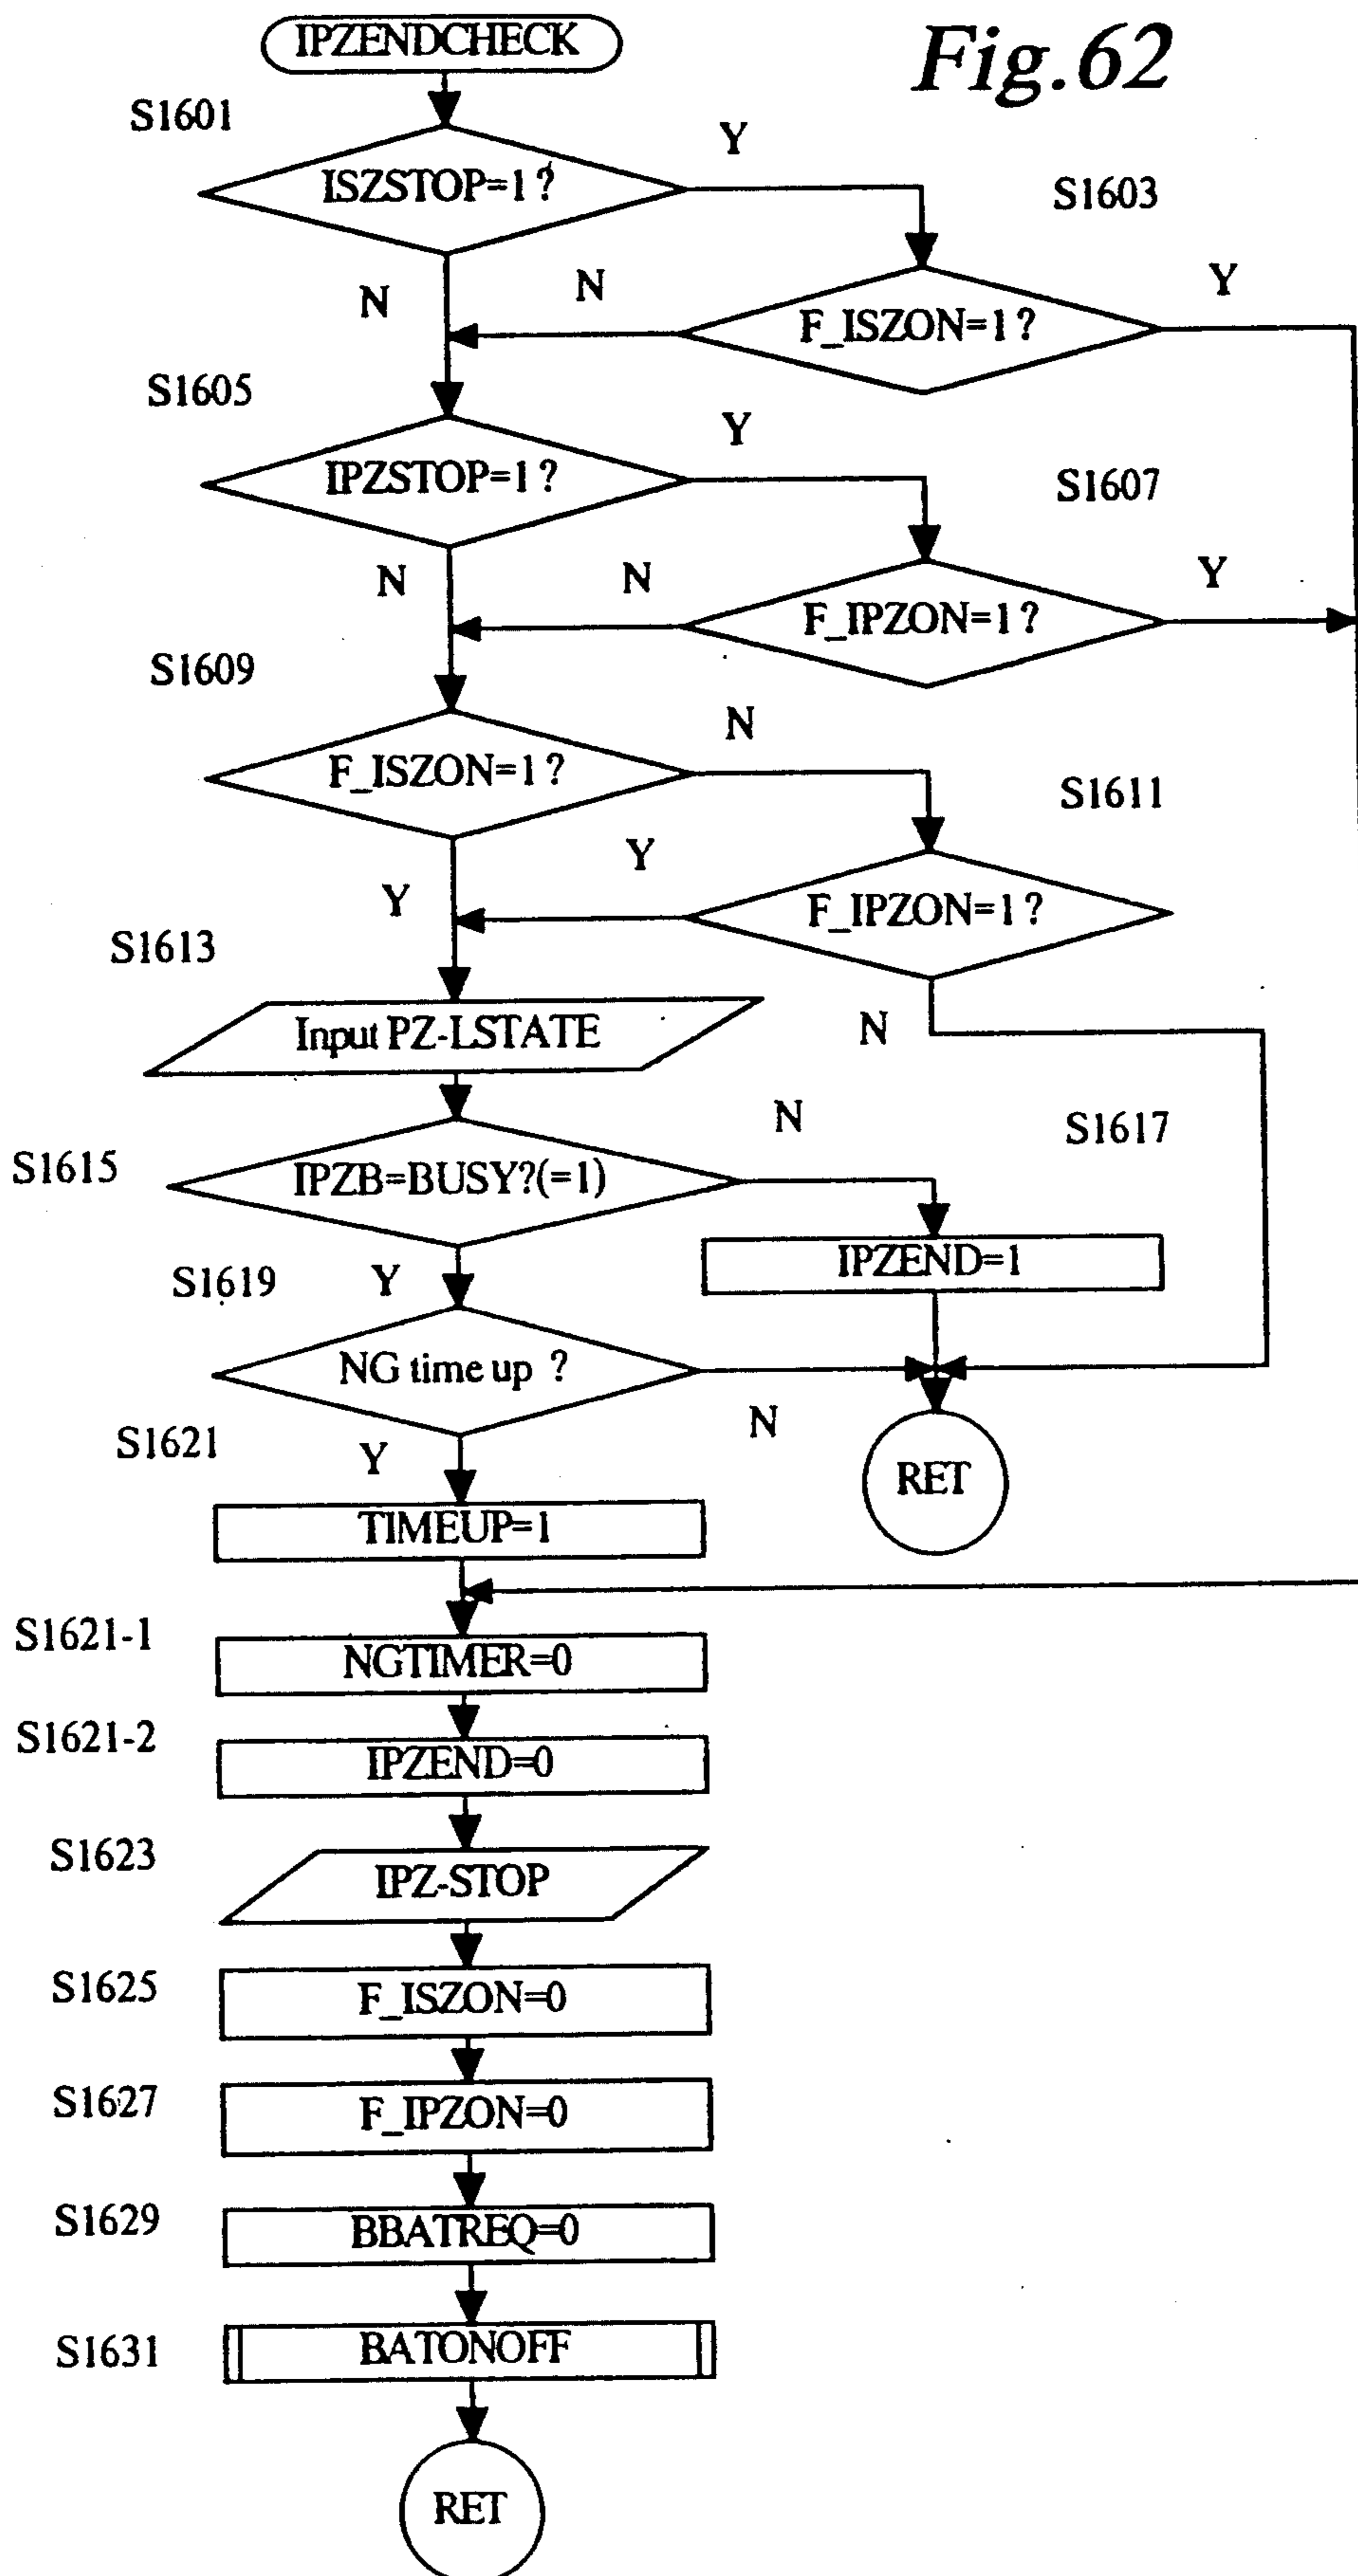 IPZENDCHECK
Fig.62
S1601
Y
ISZSTOP=1 ?
S1603
N
N
Y
F_ISZON=1 ?
S1605
Y
IPZSTOP=1 ?
S1607
N
N
Y
F_IPZON=1 ?
S1609
N
F_ISZON=1 ?
S1611
Y
Y
F_IPZON=1 ?
S1613
Input PZ-LSTATE
N
N
S1617
S1615
IPZB=BUSY?(=1)
IPZEND=1
S1619
Y
NG time up ?
N
S1621
Y
RET
TIMEUP=1
S1621-1
NGTIMER=0
S1621-2
IPZEND=0
S1623
IPZ-STOP
S1625
F_ISZON=0
S1627
F_IPZON=0
S1629
BBATREQ=0
S1631
BATONOFF
RET